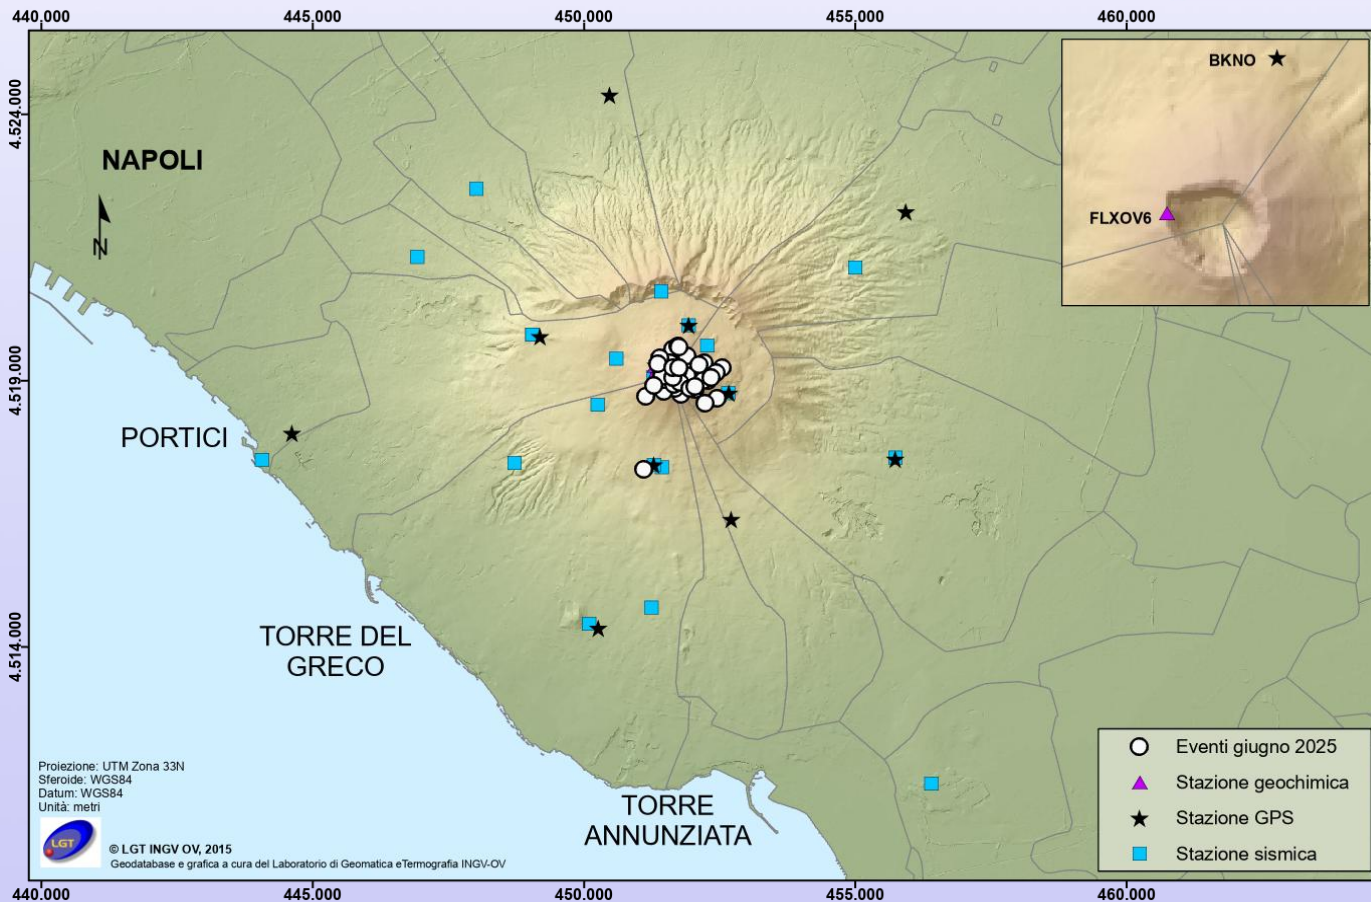 440.000 445.000 450.000 455.000 460.000
4.524.000
4.519.000
4.514.000
NAPOLI
N
PORTICI
TORRE DEL
GRECO
TORRE
ANNUNZIATA
BKNO
FLXOV6
Eventi giugno 2025
Stazione geochimica
Stazione GPS
Stazione sismica
Proiezione: UTM Zona 33N
Sferoide: WGS84
Datum: WGS84
Unità: metri
LGT
© LGT INGV OV, 2015
Geodatabase e grafica a cura del Laboratorio di Geomatica eTermografia INGV-OV
440.000 445.000 450.000 455.000 460.000